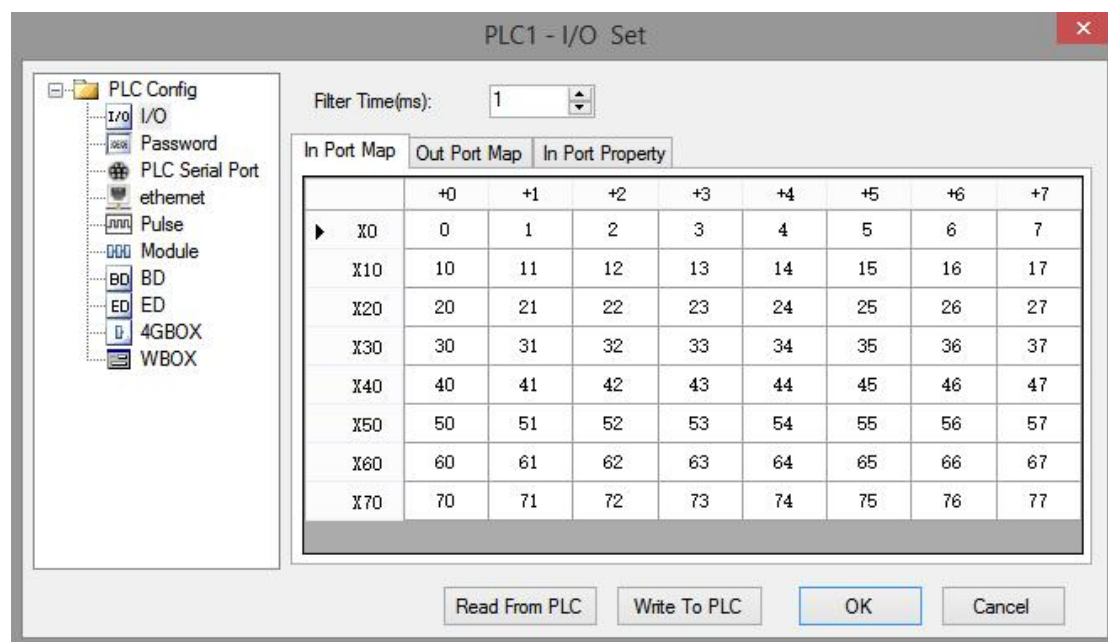 PLC1 - I/O Set
PLC Config
I/O I/O
Password
PLC Serial Port
ethernet
Pulse
Module
BD BD
ED ED
4GBOX
WBOX
Filter Time(ms): 1
In Port Map Out Port Map In Port Property
+0 +1 +2 +3 +4 +5 +6 +7
X0 0 1 2 3 4 5 6 7
X10 10 11 12 13 14 15 16 17
X20 20 21 22 23 24 25 26 27
X30 30 31 32 33 34 35 36 37
X40 40 41 42 43 44 45 46 47
X50 50 51 52 53 54 55 56 57
X60 60 61 62 63 64 65 66 67
X70 70 71 72 73 74 75 76 77
Read From PLC Write To PLC OK Cancel